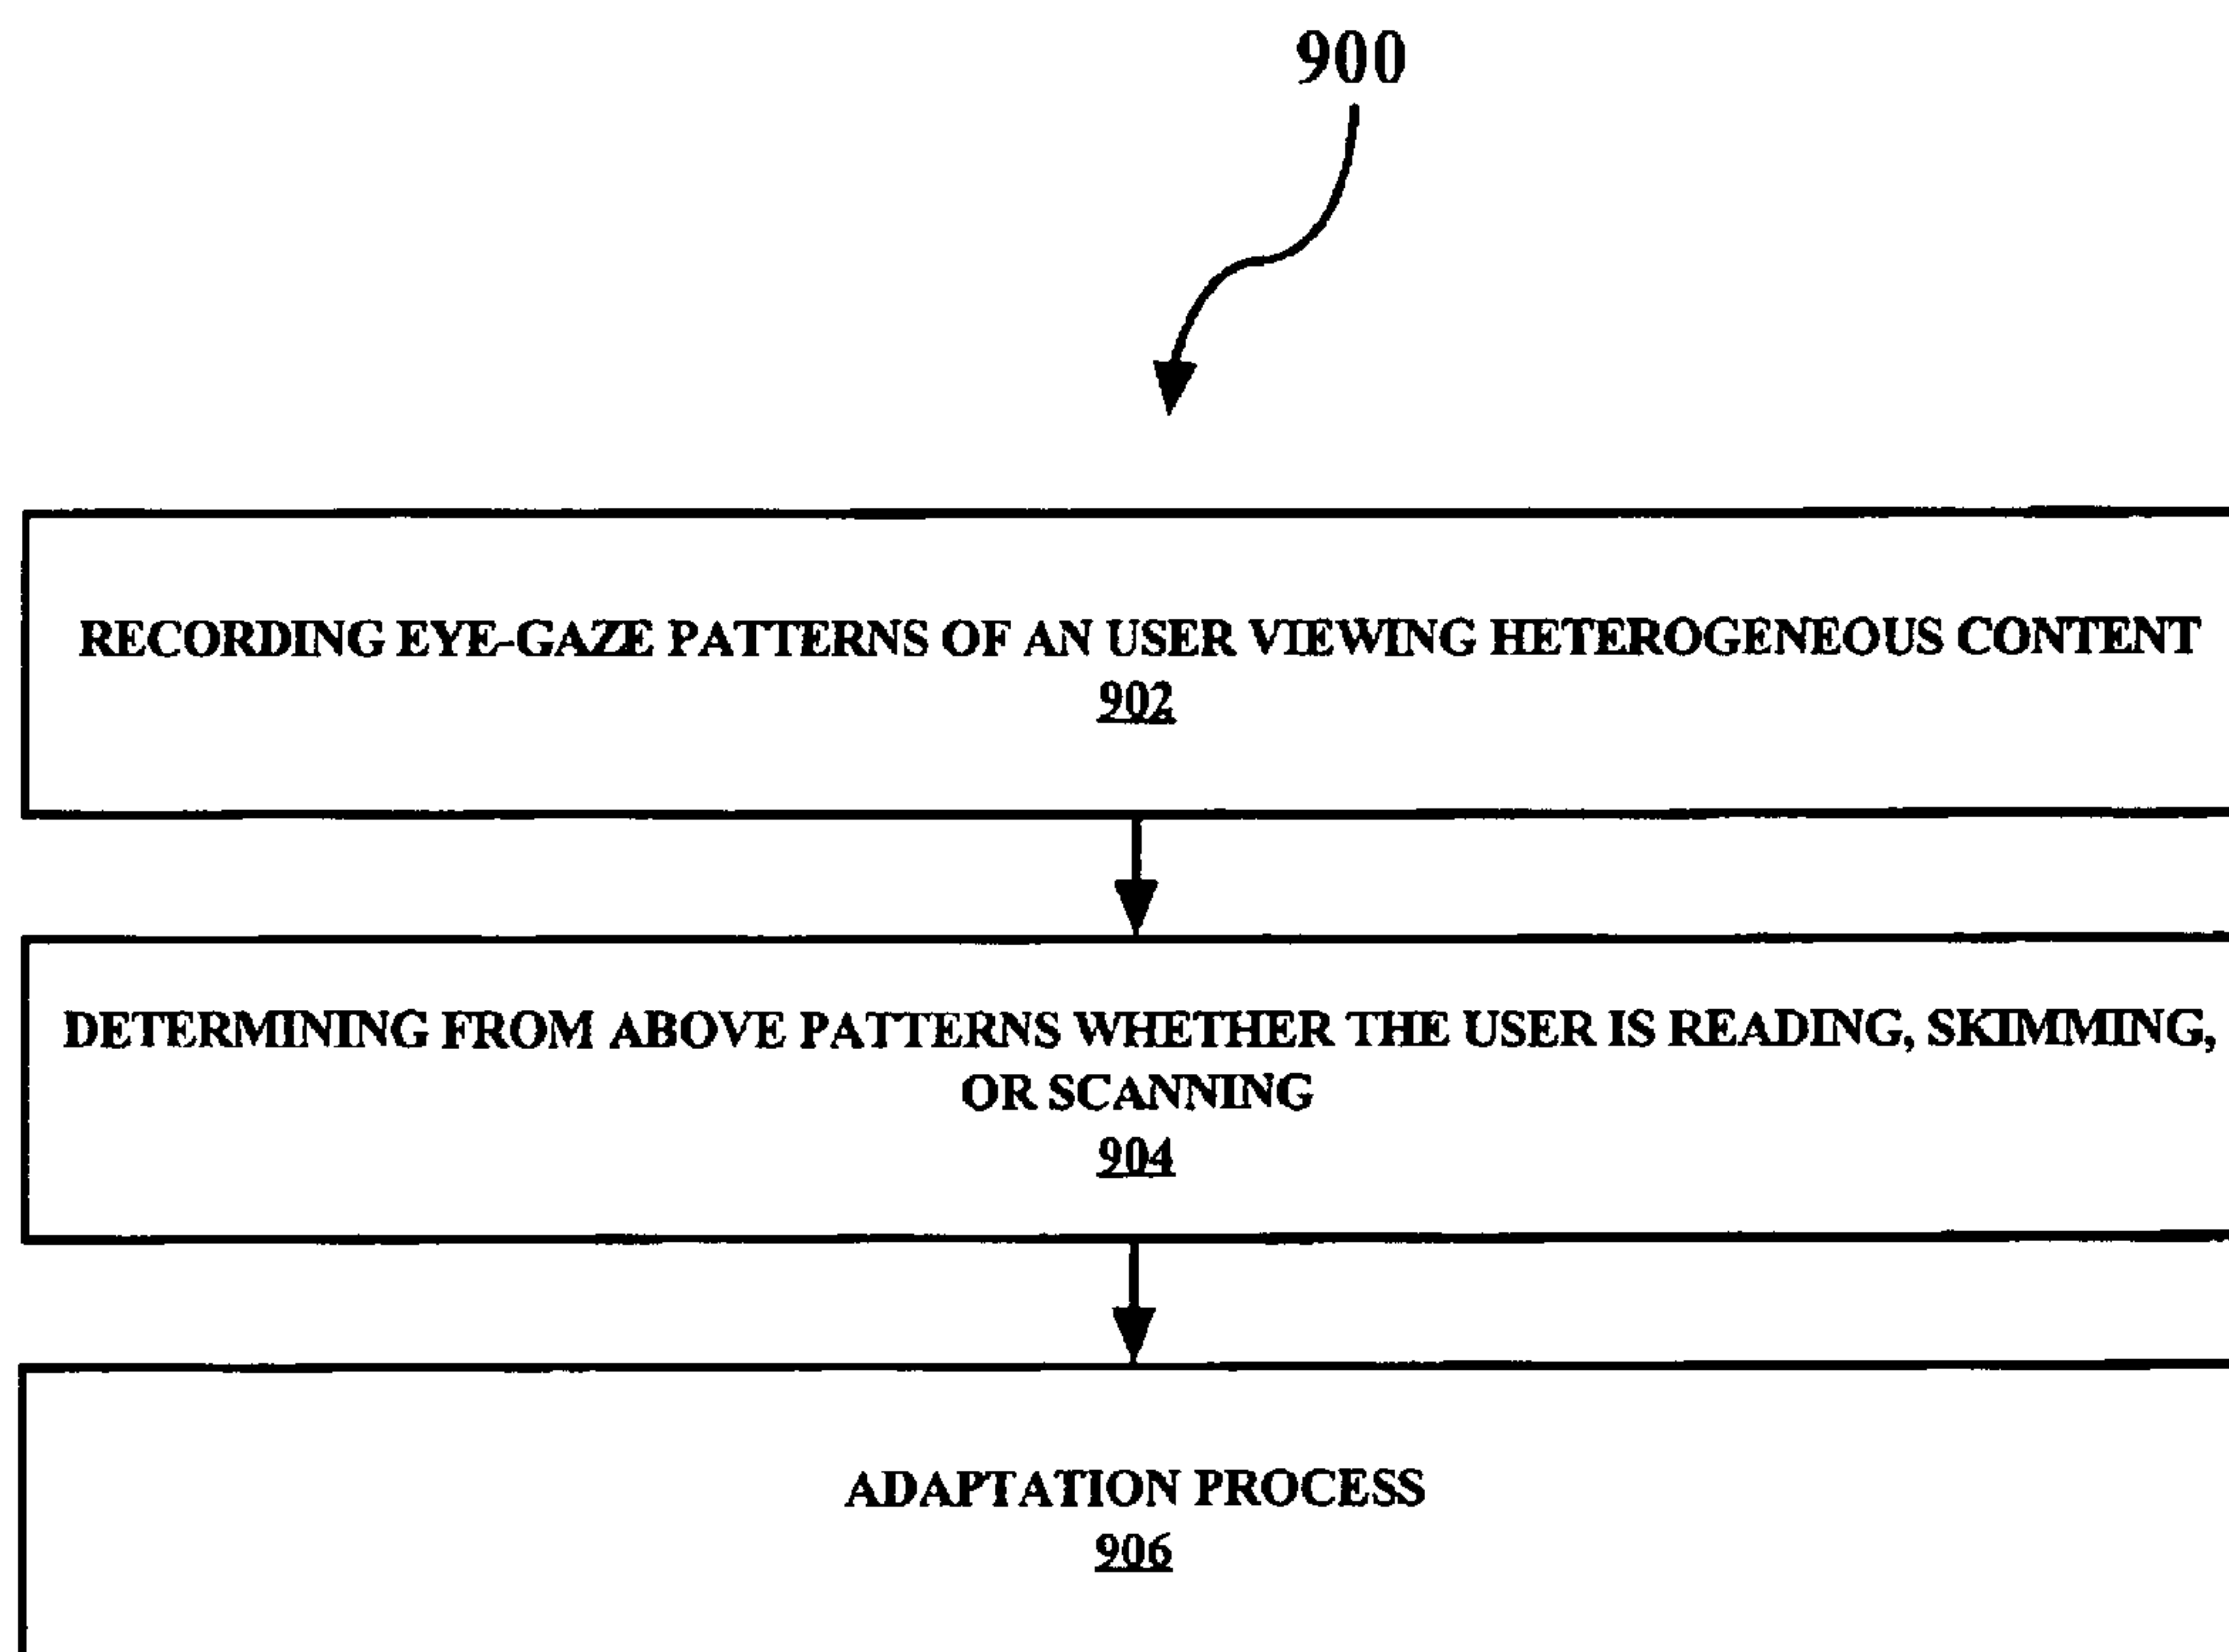 900
RECORDING EYE-GAZE PATTERNS OF AN USER VIEWING HETEROGENEOUS CONTENT
902
DETERMINING FROM ABOVE PATTERNS WHETHER THE USER IS READING, SKIMMING,
OR SCANNING
904
ADAPTATION PROCESS
906